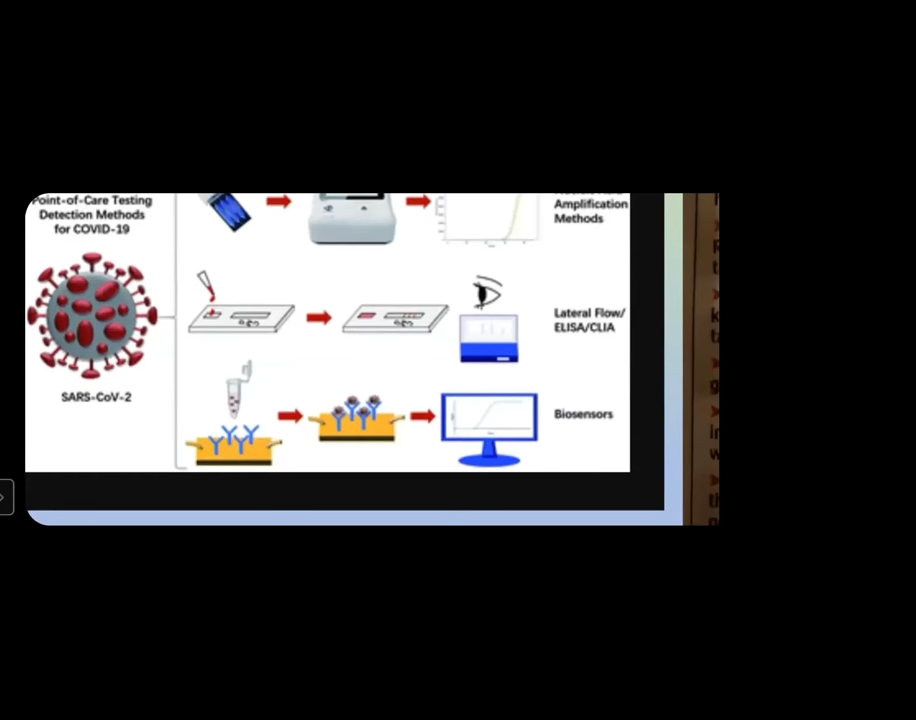 Point-of-Care Testing
Detection Methods
for COVID-19
SARS-CoV-2
Amplification
Methods
Lateral Flow/
ELISA/CLIA
Biosensors